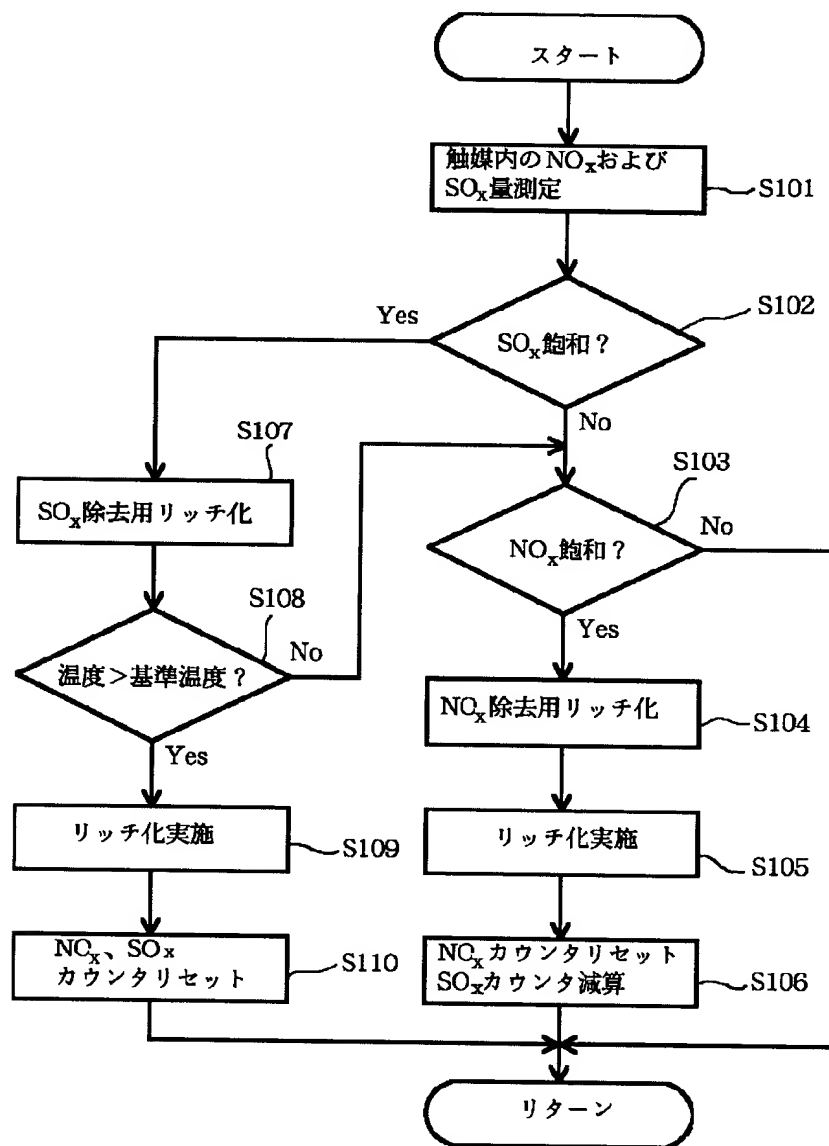 スタート
触媒内のNOxおよび
SOx量測定
S101
S102
Yes
SOx飽和？
No
S107
S103
SOx除去用リッチ化
No
NOx飽和？
S108
Yes
温度＞基準温度？
No
NOx除去用リッチ化
S104
Yes
リッチ化実施
S109
リッチ化実施
S105
NOx、SOx
カウンタリセット
S110
NOxカウンタリセット
SOxカウンタ減算
S106
リターン